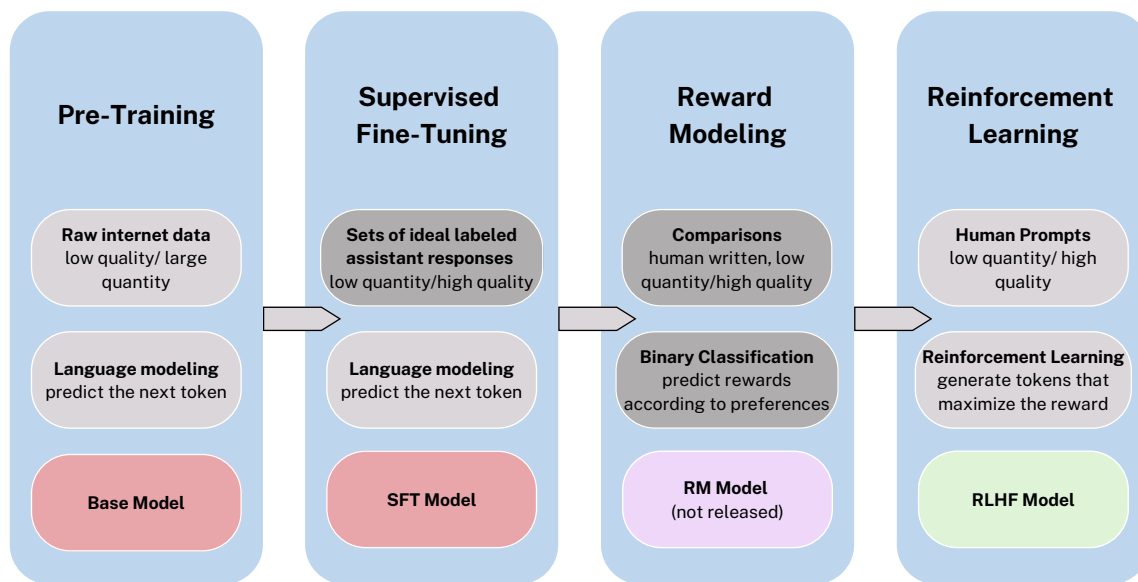 Pre-Training
Raw internet data
low quality/ large
quantity
Language modeling
predict the next token
Base Model
Supervised
Fine-Tuning
Sets of ideal labeled
assistant responses
low quantity/high quality
Language modeling
predict the next token
SFT Model
Reward
Modeling
Comparisons
human written, low
quantity/high quality
Binary Classification
predict rewards
according to preferences
RM Model
(not released)
Reinforcement
Learning
Human Prompts
low quantity/ high
quality
Reinforcement Learning
generate tokens that
maximize the reward
RLHF Model